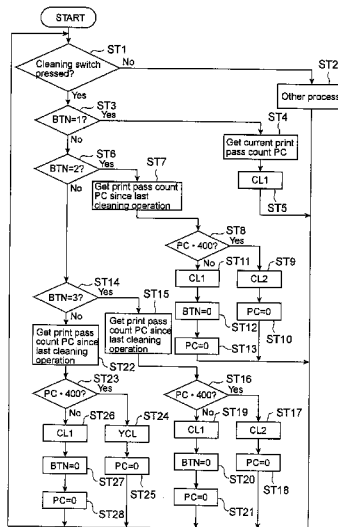 START
ST1
Cleaning switch
pressed?
No
Yes
ST2
Other process
ST3
BTN=1?
Yes
No
ST4
Get current print
pass count PC
CL1
ST5
ST6
BTN=2?
Yes
No
ST7
Get print pass count
PC since last
cleaning operation
ST8
PC < 400?
Yes
No
ST11
CL1
ST9
CL2
BTN=0
ST12
PC=0
ST10
PC=0
ST13
ST14
BTN=3?
Yes
No
ST15
Get print pass
count PC since
last cleaning
operation
Get print pass
count PC since
last cleaning
operation
ST22
ST23
PC < 400?
Yes
No
ST16
PC < 400?
Yes
No
ST26
CL1
ST24
YCL
ST19
CL1
ST17
CL2
BTN=0
ST27
PC=0
ST25
BTN=0
ST20
PC=0
ST18
PC=0
ST28
PC=0
ST21